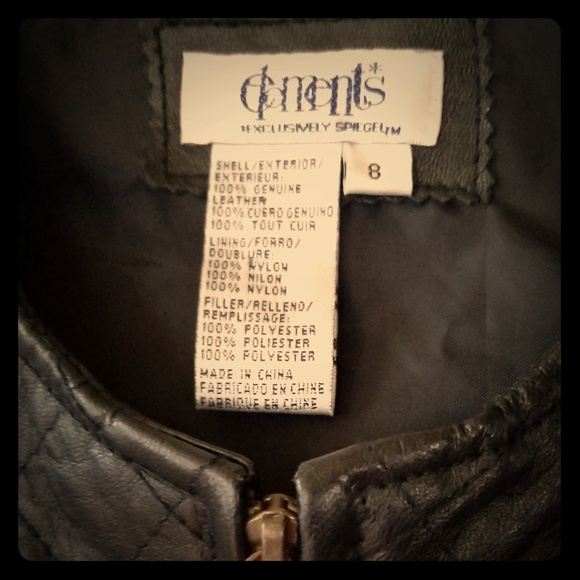 elements*
*EXCLUSIVELY SPIEGEL TM
8
SHELL/EXTERIOR/
EXTERIEUR:
100% GENUINE
LEATHER
100% CUERO GENUINO
100% TOUT CUIR
LINING/FORRO/
DOUBLURE:
100% NYLON
100% NILON
100% NYLON
FILLER/RELLENO/
REMPLISSAGE:
100% POLYESTER
100% POLIESTER
100% POLYESTER
MADE IN CHINA
FABRICADO EN CHINE
FABRIQUE EN CHINE